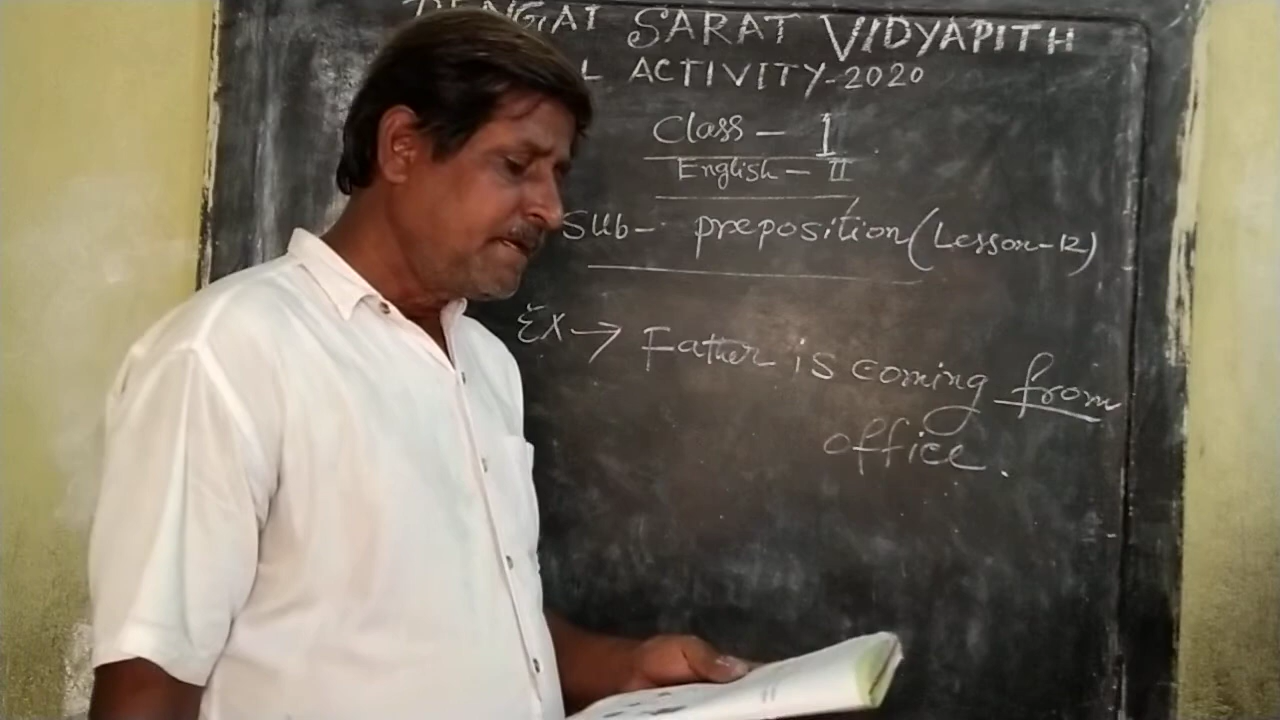 SARAT VIDYAPITH
ACTIVITY-2020
Class - I
English - II
Sub - preposition (Lesson-12)
Ex → Father is coming from
office.